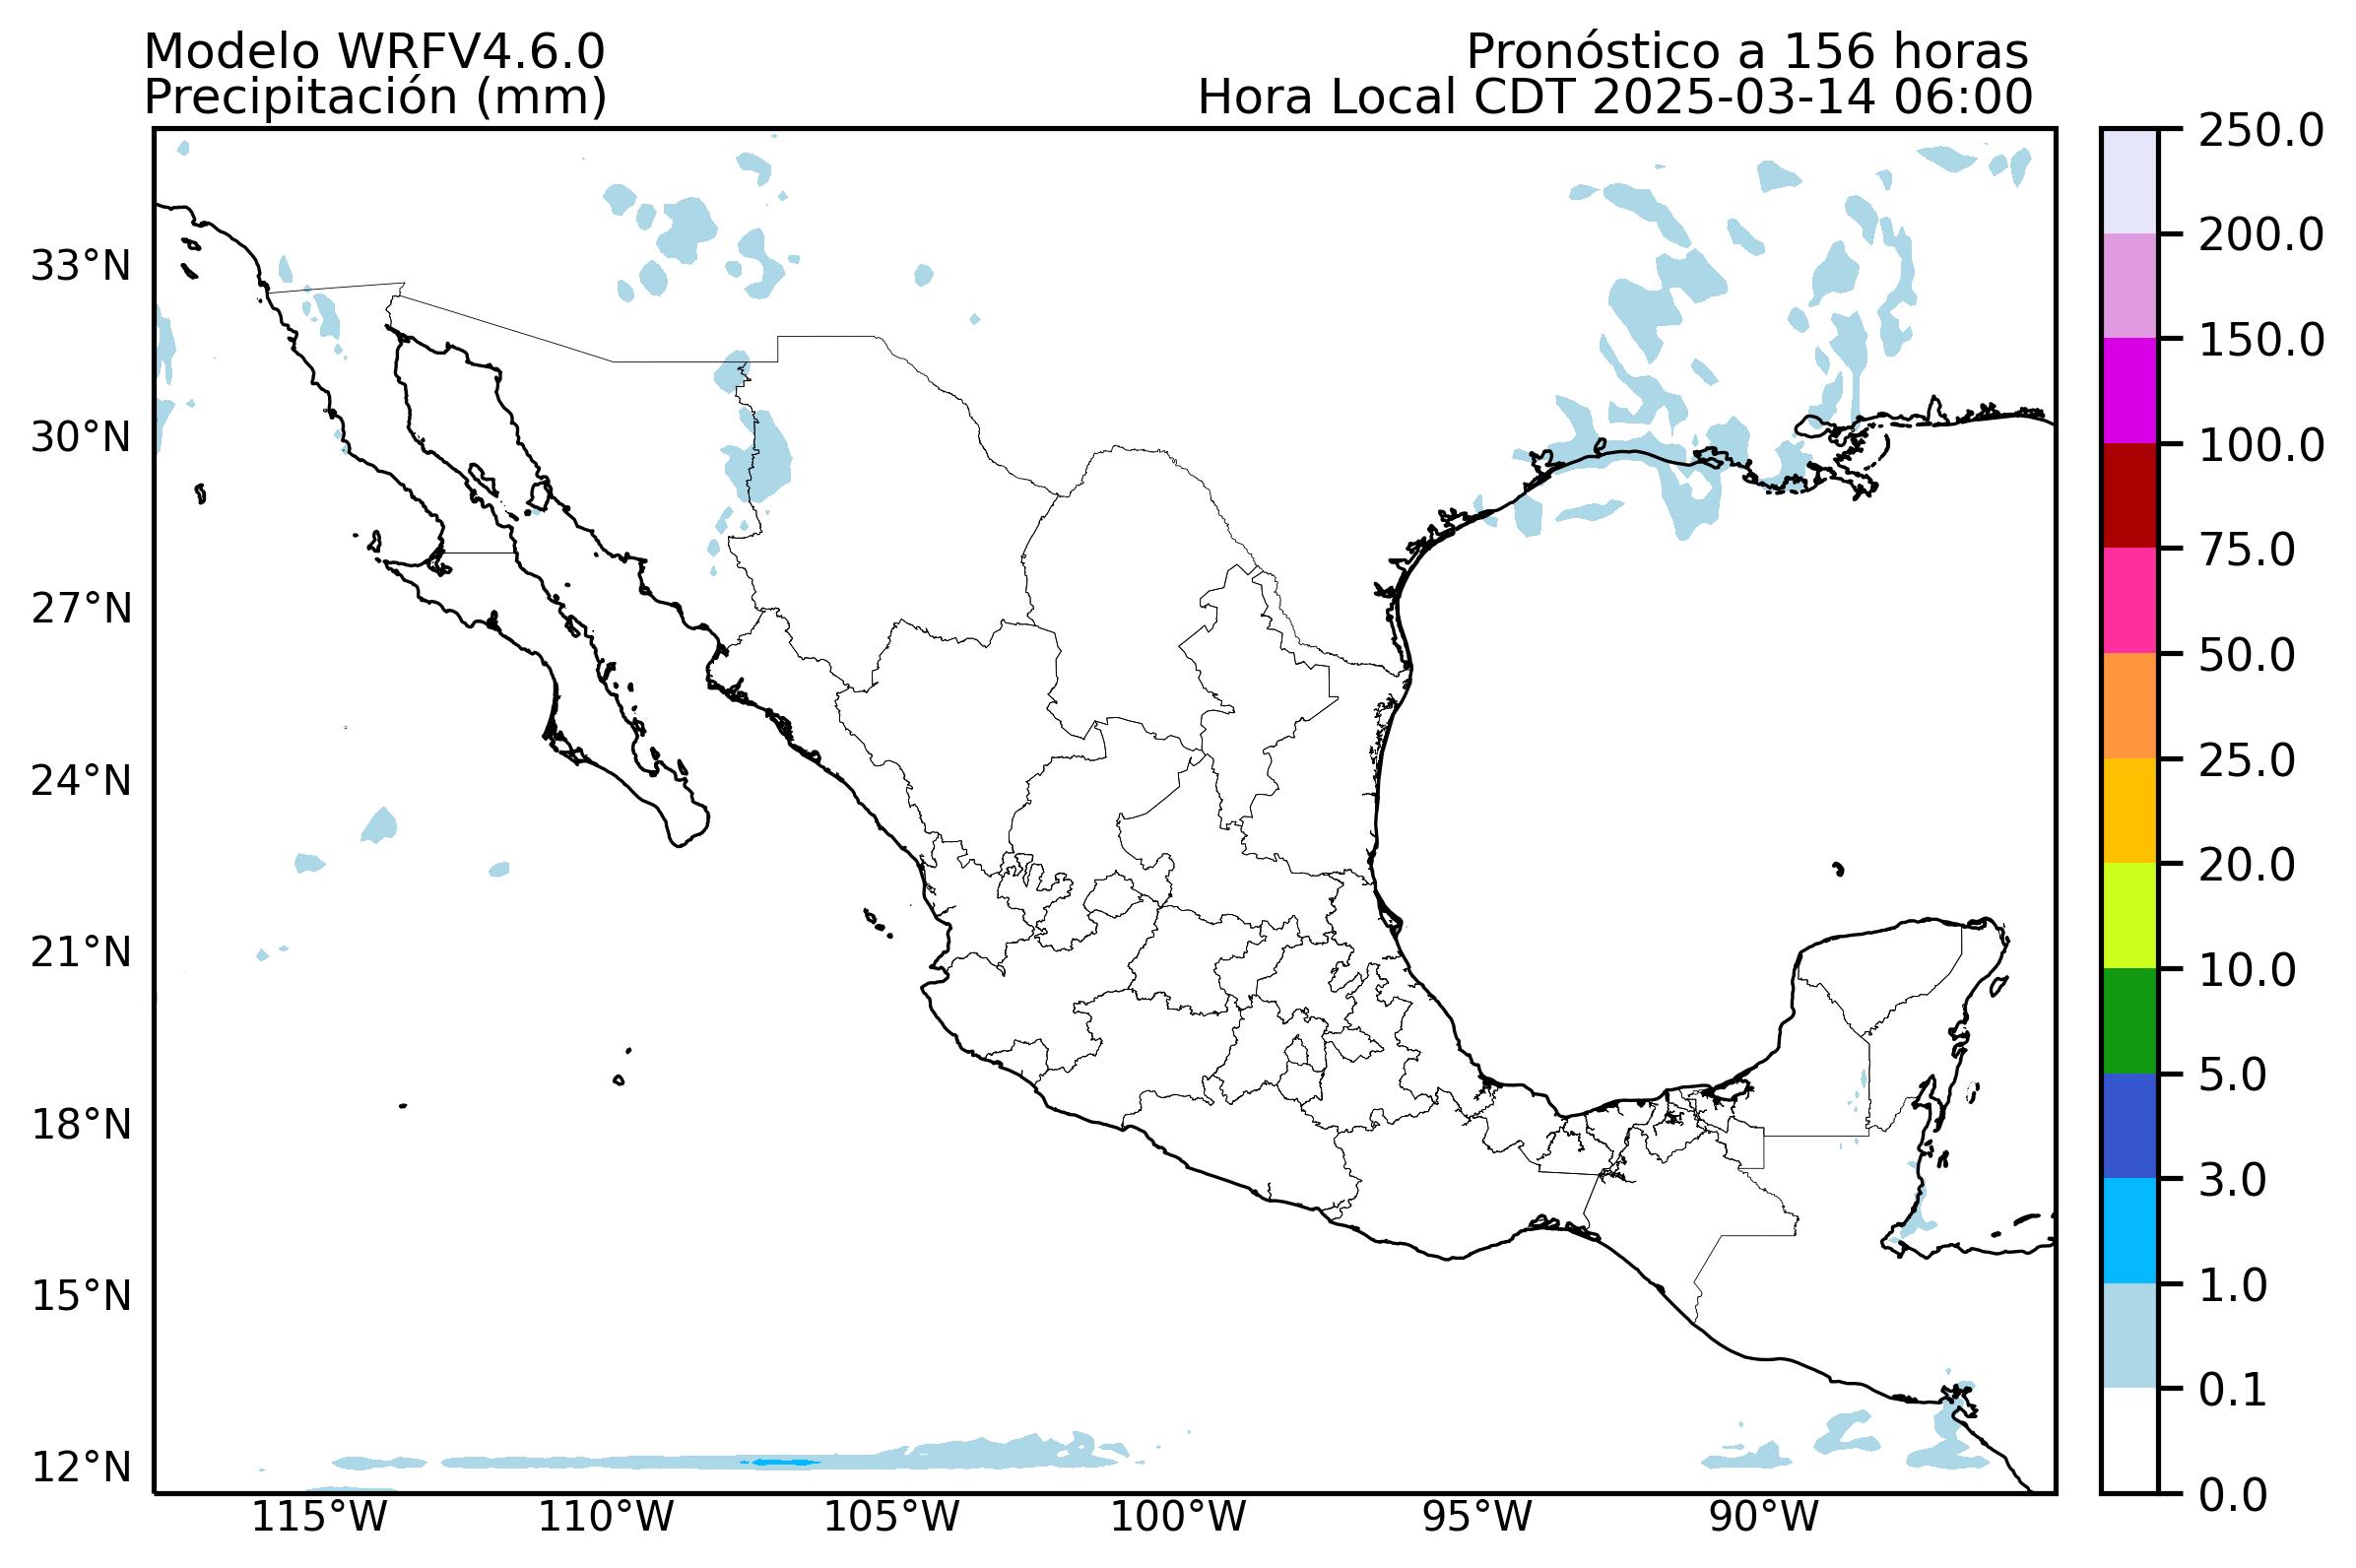 Modelo WRFV4.6.0
Precipitación (mm)
Pronóstico a 156 horas
Hora Local CDT 2025-03-14 06:00
33°N
30°N
27°N
24°N
21°N
18°N
15°N
12°N
115°W
110°W
105°W
100°W
95°W
90°W
250.0
200.0
150.0
100.0
75.0
50.0
25.0
20.0
10.0
5.0
3.0
1.0
0.1
0.0